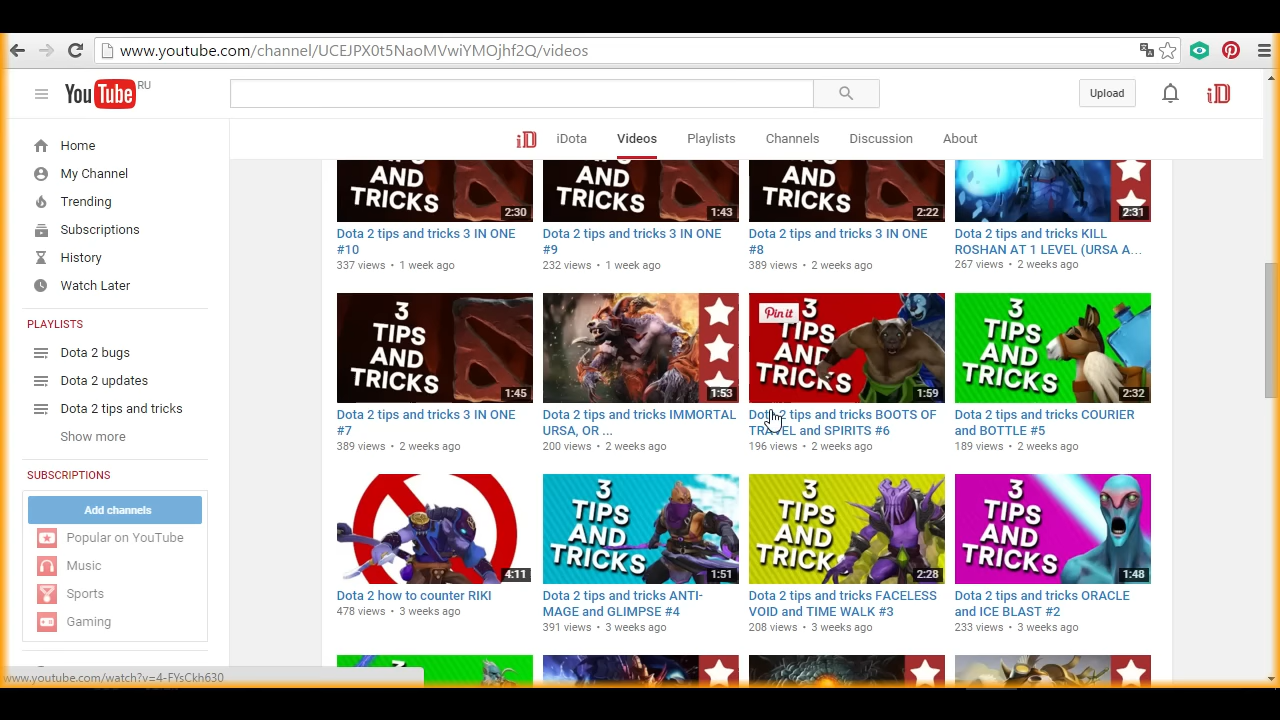 www.youtube.com/channel/UCEJPX0t5NaoMVwiYMOjhf2Q/videos
YouTube RU
Upload
iD
iD
iDota
Videos
Playlists
Channels
Discussion
About
Home
My Channel
Trending
Subscriptions
History
Watch Later
PLAYLISTS
Dota 2 bugs
Dota 2 updates
Dota 2 tips and tricks
Show more
SUBSCRIPTIONS
Add channels
Popular on YouTube
Music
Sports
Gaming
AND
TRICKS
2:30
Dota 2 tips and tricks 3 IN ONE
#10
337 views • 1 week ago
AND
TRICKS
1:43
Dota 2 tips and tricks 3 IN ONE
#9
232 views • 1 week ago
AND
TRICKS
2:22
Dota 2 tips and tricks 3 IN ONE
#8
389 views • 2 weeks ago
2:31
Dota 2 tips and tricks KILL
ROSHAN AT 1 LEVEL (URSA A...
267 views • 2 weeks ago
3
TIPS
AND
TRICKS
1:45
Dota 2 tips and tricks 3 IN ONE
#7
389 views • 2 weeks ago
1:53
Dota 2 tips and tricks IMMORTAL
URSA, OR ...
200 views • 2 weeks ago
Pin it
3
TIPS
AND
TRICKS
1:59
Dota 2 tips and tricks BOOTS OF
TRAVEL and SPIRITS #6
196 views • 2 weeks ago
3
TIPS
AND
TRICKS
2:32
Dota 2 tips and tricks COURIER
and BOTTLE #5
189 views • 2 weeks ago
4:11
Dota 2 how to counter RIKI
478 views • 3 weeks ago
3
TIPS
AND
TRICKS
1:51
Dota 2 tips and tricks ANTI-
MAGE and GLIMPSE #4
391 views • 3 weeks ago
3
TIPS
AND
TRICK
2:28
Dota 2 tips and tricks FACELESS
VOID and TIME WALK #3
208 views • 3 weeks ago
3
TIPS
AND
TRICKS
1:48
Dota 2 tips and tricks ORACLE
and ICE BLAST #2
233 views • 3 weeks ago
3
www.youtube.com/watch?v=4-FYsCkh630